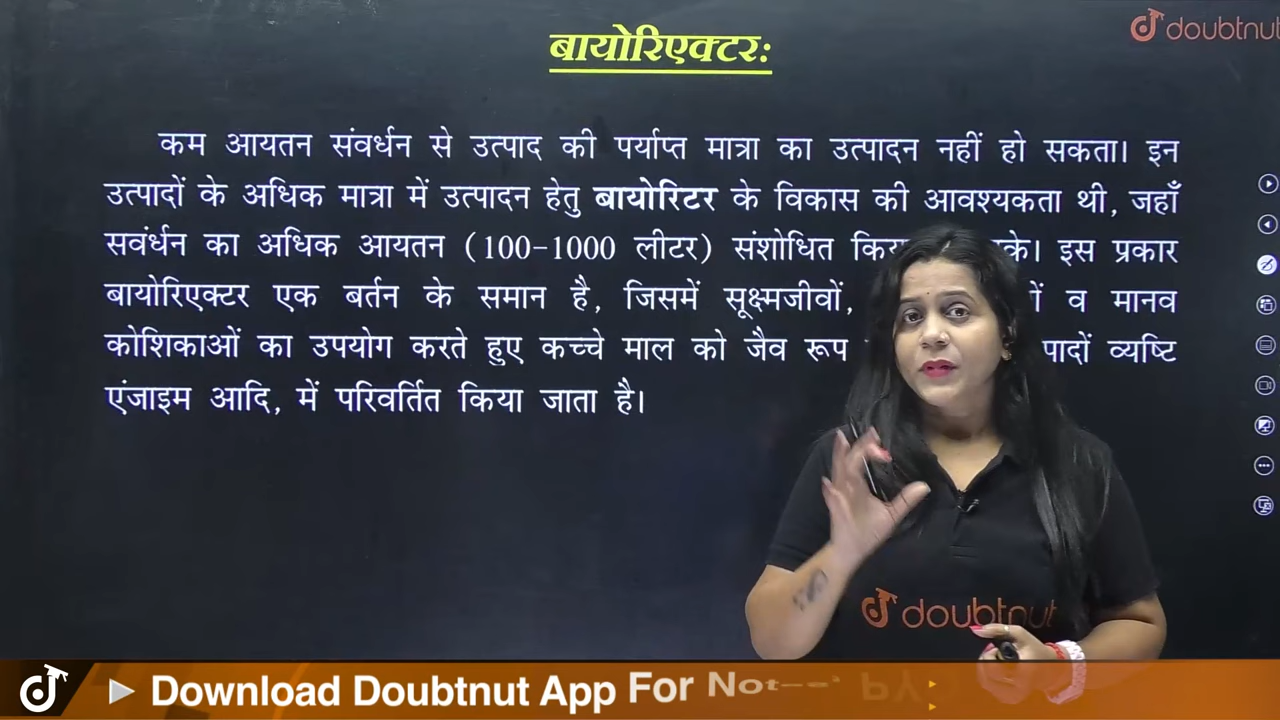 doubtnut
बायोरिएक्टर:
कम आयतन संवर्धन से उत्पाद की पर्याप्त मात्रा का उत्पादन नहीं हो सकता। इन
उत्पादों के अधिक मात्रा में उत्पादन हेतु बायोरिटर के विकास की आवश्यकता थी, जहाँ
सवंर्धन का अधिक आयतन (100-1000 लीटर) संशोधित
इस प्रकार
बायोरिएक्टर एक बर्तन के समान है, जिसमें सूक्ष्मजीवों,
व मानव
कोशिकाओं का उपयोग करते हुए कच्चे माल को जैव रूप
व्यष्टि
एंजाइम आदि, में परिवर्तित किया जाता है।
doubtnut
Download Doubtnut App For